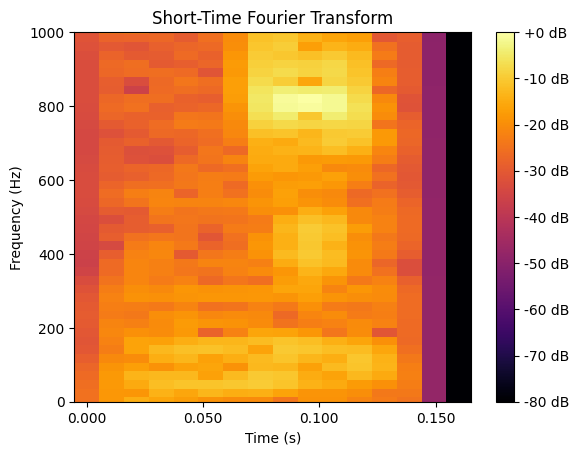 Short-Time Fourier Transform
1000
800
600
400
200
0
Frequency (Hz)
0.000
0.050
0.100
0.150
Time (s)
+0 dB
-10 dB
-20 dB
-30 dB
-40 dB
-50 dB
-60 dB
-70 dB
-80 dB